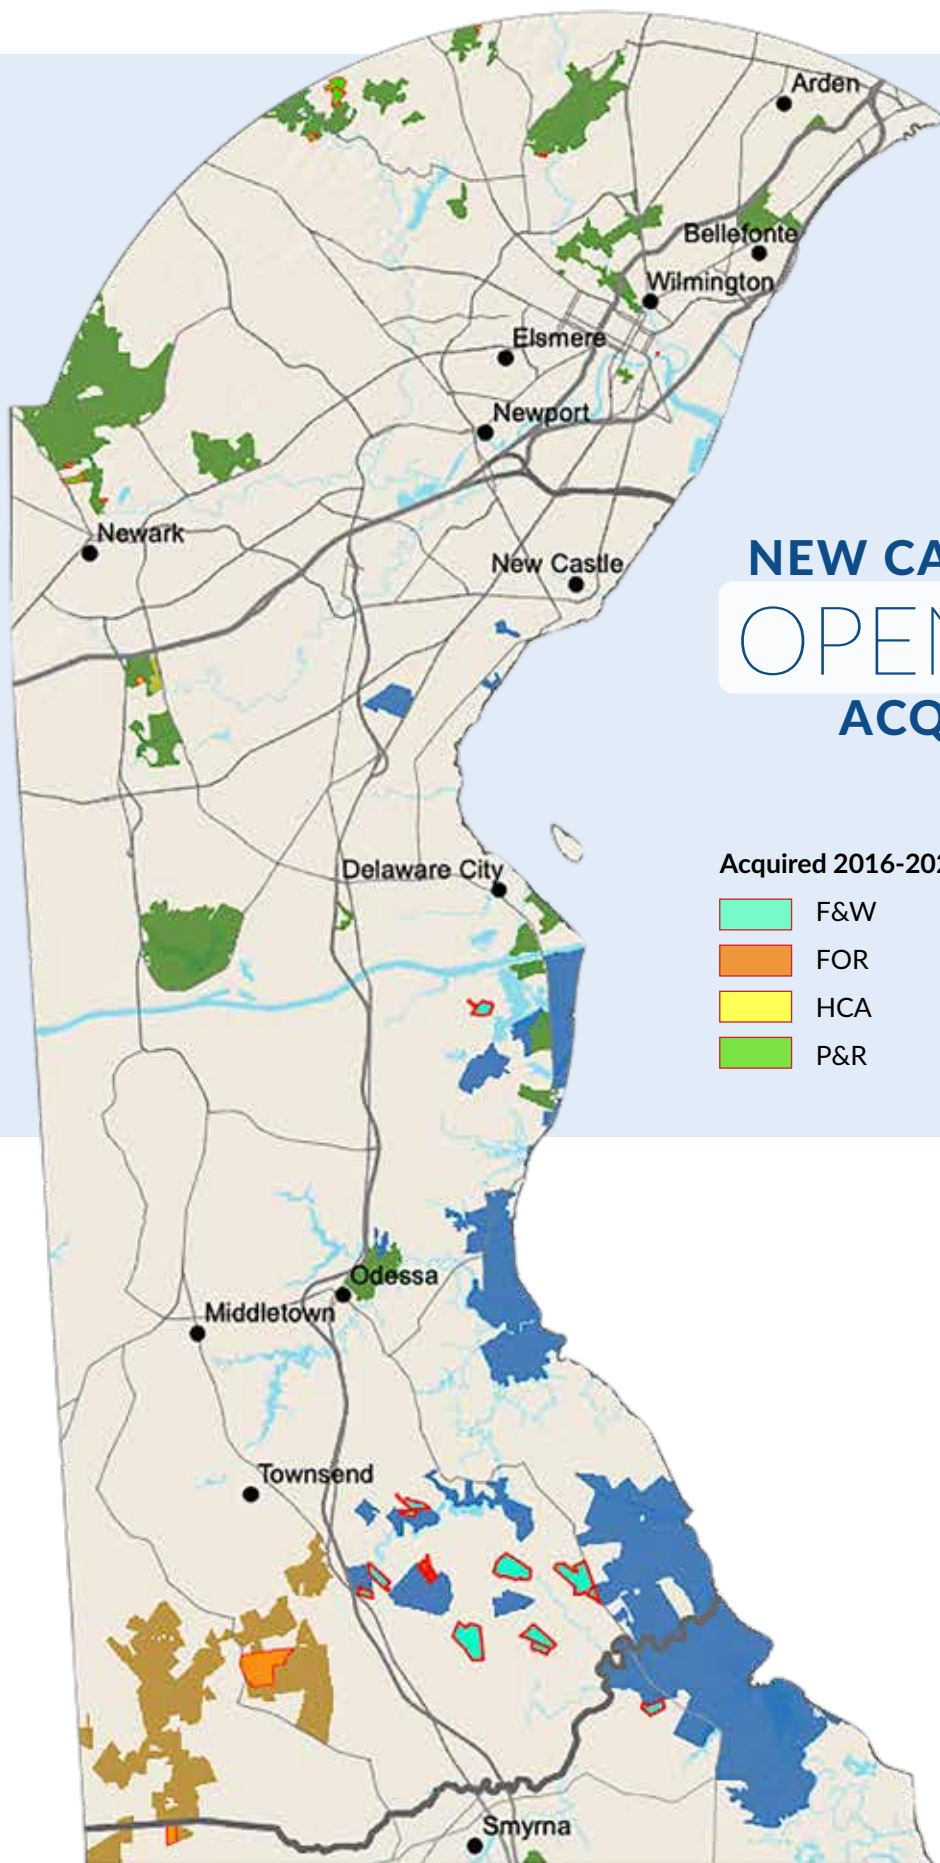 Arden
Bellefonte
Wilmington
Elsmere
Newport
Newark
New Castle
NEW CA
OPEN
ACQ
Delaware City
Acquired 2016-202
F&W
FOR
HCA
P&R
Odessa
Middletown
Townsend
Smyrna